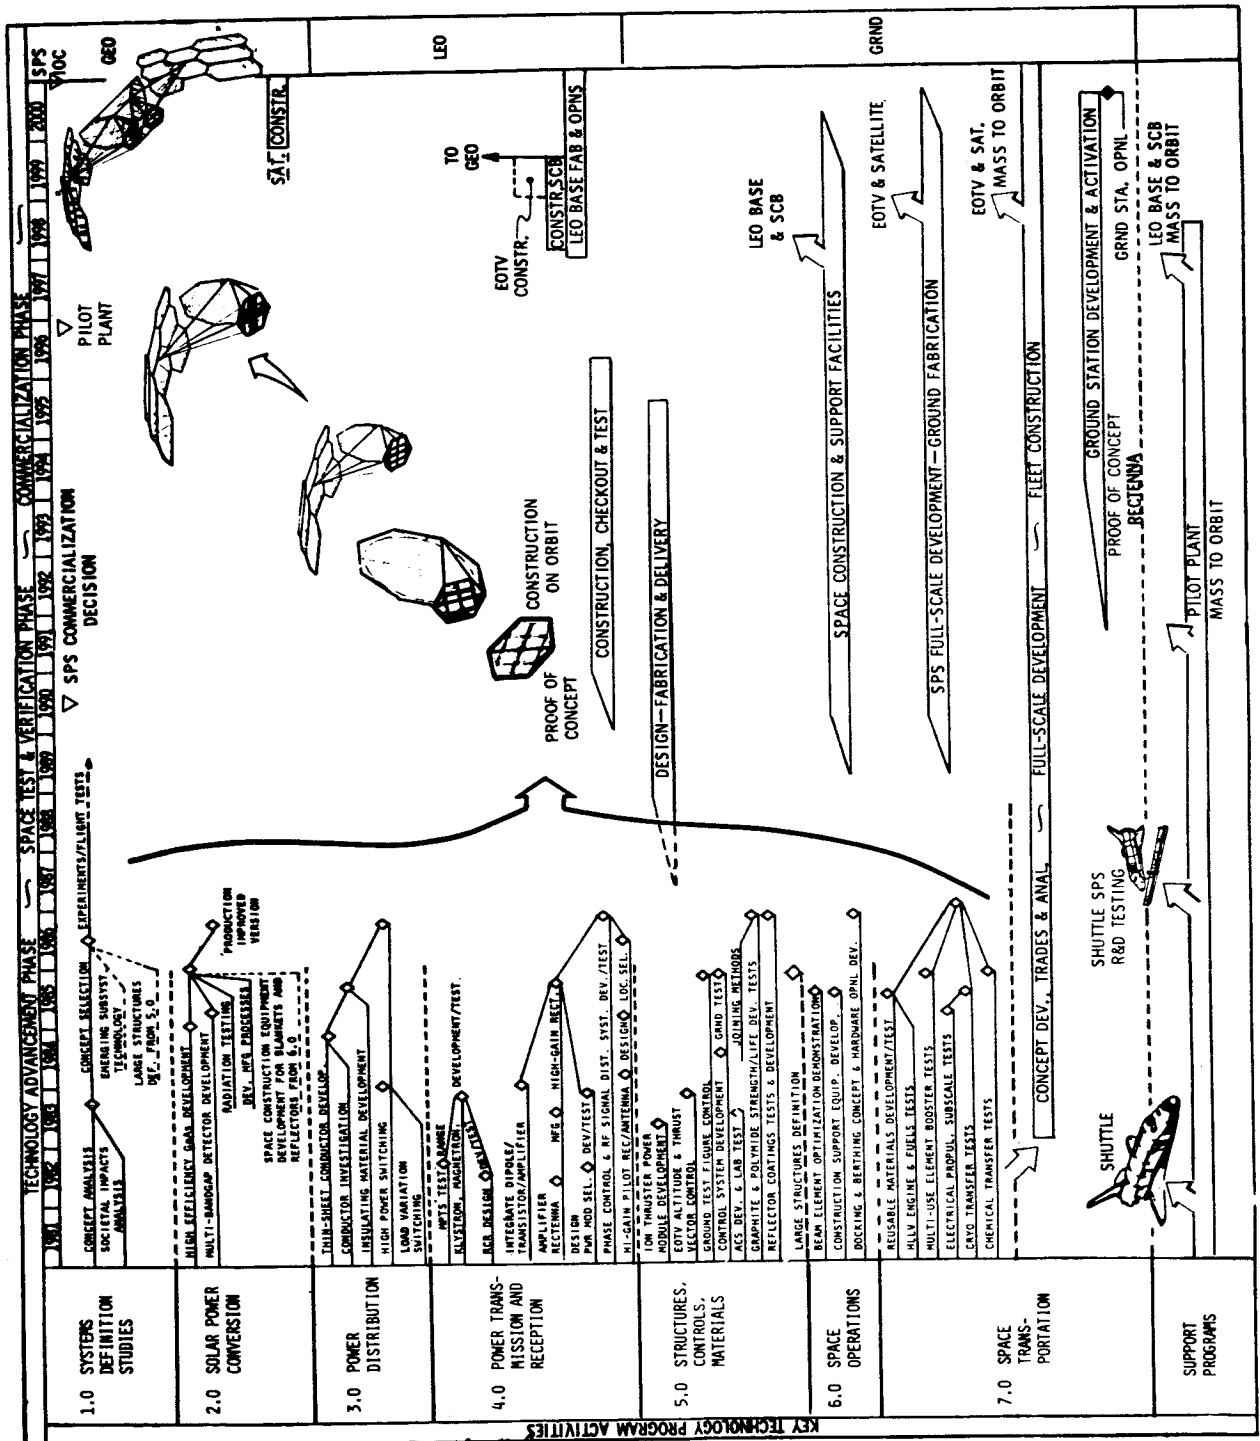 TECHNOLOGY ADVANCEMENT PHASE
SPACE TEST & VERIFICATION PHASE
COMMERCIALIZATION PHASE
1981 | 1982 | 1983 | 1984 | 1985 | 1986 | 1987 | 1988 | 1989 | 1990 | 1991 | 1992 | 1993 | 1994 | 1995 | 1996 | 1997 | 1998 | 1999 | 2000
SPS
IOC
KEY TECHNOLOGY PROGRAM ACTIVITIES
1.0 SYSTEMS
DEFINITION
STUDIES
CONCEPT ANALYSIS
SOCIETAL IMPACTS
ANALYSIS
CONCEPT SELECTION
EXPERIMENTS/FLIGHT TESTS
EMERGING SUBSYST.
TECHNOLOGY
LARGE STRUCTURES
DEF. FROM 5.0
SPS COMMERCIALIZATION
DECISION
PILOT
PLANT
GEO
2.0 SOLAR POWER
CONVERSION
HIGH EFFICIENCY GaAs DEVELOPMENT
MULTI-BANDGAP DETECTOR DEVELOPMENT
RADIATION TESTING
DEV. MFG PROCESSES
PRODUCTION
IMPROVED
VERSION
SPACE CONSTRUCTION EQUIPMENT
DEVELOPMENT FOR BLANKETS AND
REFLECTORS FROM 6.0
SAT. CONSTR.
3.0 POWER
DISTRIBUTION
THIN-SHEET CONDUCTOR DEVELOP.
CONDUCTOR INVESTIGATION
INSULATING MATERIAL DEVELOPMENT
HIGH POWER SWITCHING
LOAD VARIATION
SWITCHING
LEO
4.0 POWER TRANS-
MISSION AND
RECEPTION
MPTS TEST RANGE
KLYSTRON, MAGNETRON, DEVELOPMENT/TEST.
RCR DESIGN DEV/TEST
INTEGRATE DIPOLE/
TRANSISTOR/AMPLIFIER
AMPLIFIER
RECTENNA MFG HIGH-GAIN RECT.
DESIGN
PWR MOD SEL. DEV/TEST
PHASE CONTROL & RF SIGNAL DIST. SYST. DEV./TEST
HI-GAIN PILOT REC/ANTENNA DESIGN LOC. SEL.
PROOF OF
CONCEPT
CONSTRUCTION
ON ORBIT
CONSTRUCTION, CHECKOUT & TEST
EOTV
CONSTR.
TO
GEO
CONSTR. SCB
LEO BASE FAB & OPNS
5.0 STRUCTURES,
CONTROLS,
MATERIALS
ION THRUSTER POWER
MODULE DEVELOPMENT
EOTV ALTITUDE & THRUST
VECTOR CONTROL
GROUND TEST FIGURE CONTROL
CONTROL SYSTEM DEVELOPMENT GRND TEST
ACS DEV. & LAB TEST JOINING METHODS
GRAPHITE & POLYMIDE STRENGTH/LIFE DEV. TESTS
REFLECTOR COATINGS TESTS & DEVELOPMENT
LARGE STRUCTURES DEFINITION
DESIGN—FABRICATION & DELIVERY
LEO BASE
& SCB
GRND
6.0 SPACE
OPERATIONS
BEAM ELEMENT OPTIMIZATION DEMONSTRATION
CONSTRUCTION SUPPORT EQUIP. DEVELOP.
DOCKING & BERTHING CONCEPT & HARDWARE OPNL DEV.
SPACE CONSTRUCTION & SUPPORT FACILITIES
7.0 SPACE
TRANS-
PORTATION
REUSABLE MATERIALS DEVELOPMENT/TEST
HLLV ENGINE & FUELS TESTS
MULTI-USE ELEMENT BOOSTER TESTS
ELECTRICAL PROPUL. SUBSCALE TESTS
CRYO TRANSFER TESTS
CHEMICAL TRANSFER TESTS
EOTV & SATELLITE
SPS FULL-SCALE DEVELOPMENT—GROUND FABRICATION
EOTV & SAT.
MASS TO ORBIT
CONCEPT DEV., TRADES & ANAL.
FULL-SCALE DEVELOPMENT
FLEET CONSTRUCTION
GROUND STATION DEVELOPMENT & ACTIVATION
PROOF OF CONCEPT
RECTENNA
GRND STA. OPNL
SUPPORT
PROGRAMS
SHUTTLE
SHUTTLE SPS
R&D TESTING
PILOT PLANT
MASS TO ORBIT
LEO BASE & SCB
MASS TO ORBIT